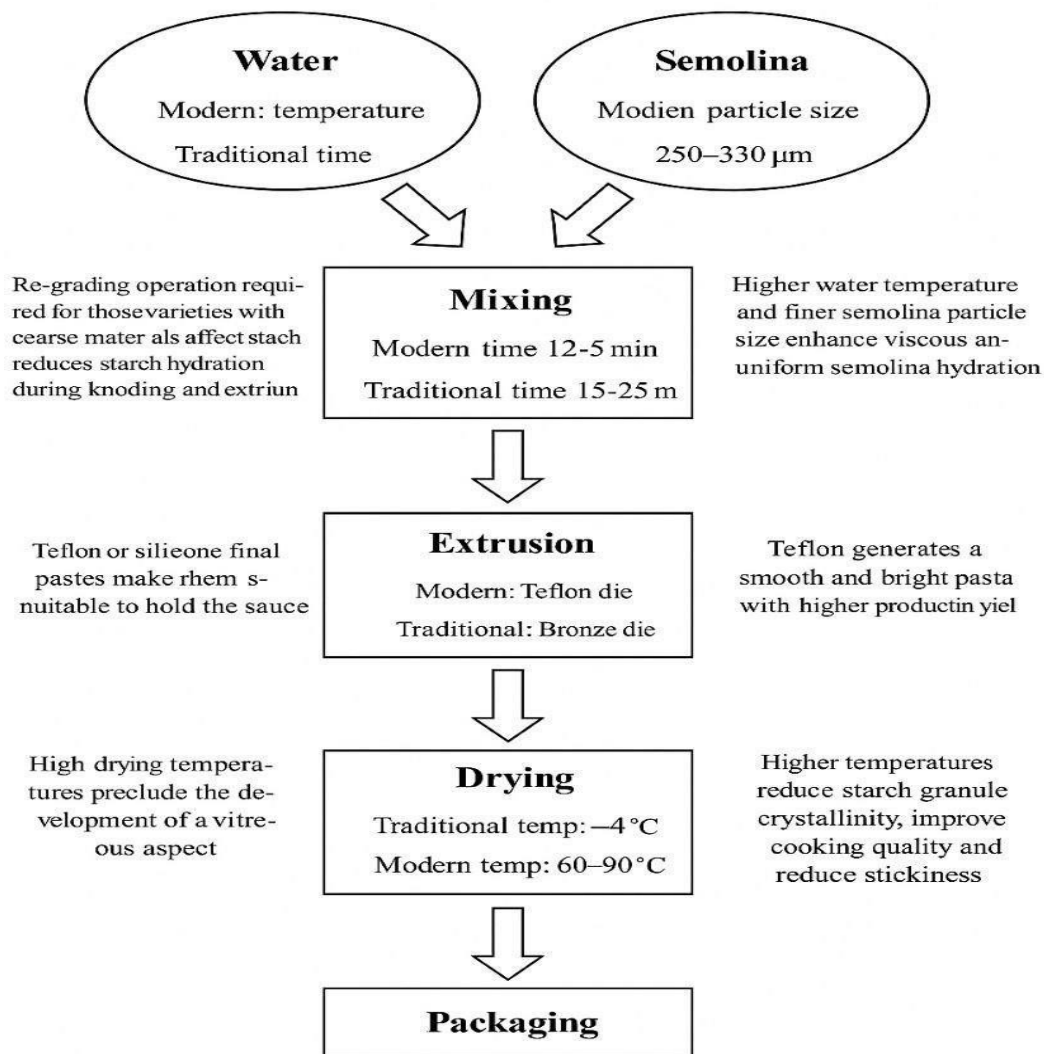 Water
Modern: temperature
Traditional time
Semolina
Modien particle size
250–330 µm
Re-grading operation requi-
red for thosevarieties with
cearse mater als affect stach
reduces starch hydration
during knoding and extriun
Mixing
Modern time 12-5 min
Traditional time 15-25 m
Higher water temperature
and finer semolina particle
size enhance viscous an-
uniform semolina hydration
Teflon or silieone final
pastes make rhem s-
nuitable to hold the sauce
Extrusion
Modern: Teflon die
Traditional: Bronze die
Teflon generates a
smooth and bright pasta
with higher productin yiel
High drying tempera-
tures preclude the de-
velopment of a vitre-
ous aspect
Drying
Traditional temp: –4 °C
Modern temp: 60–90 °C
Higher temperatures
reduce starch granule
crystallinity, improve
cooking quality and
reduce stickiness
Packaging